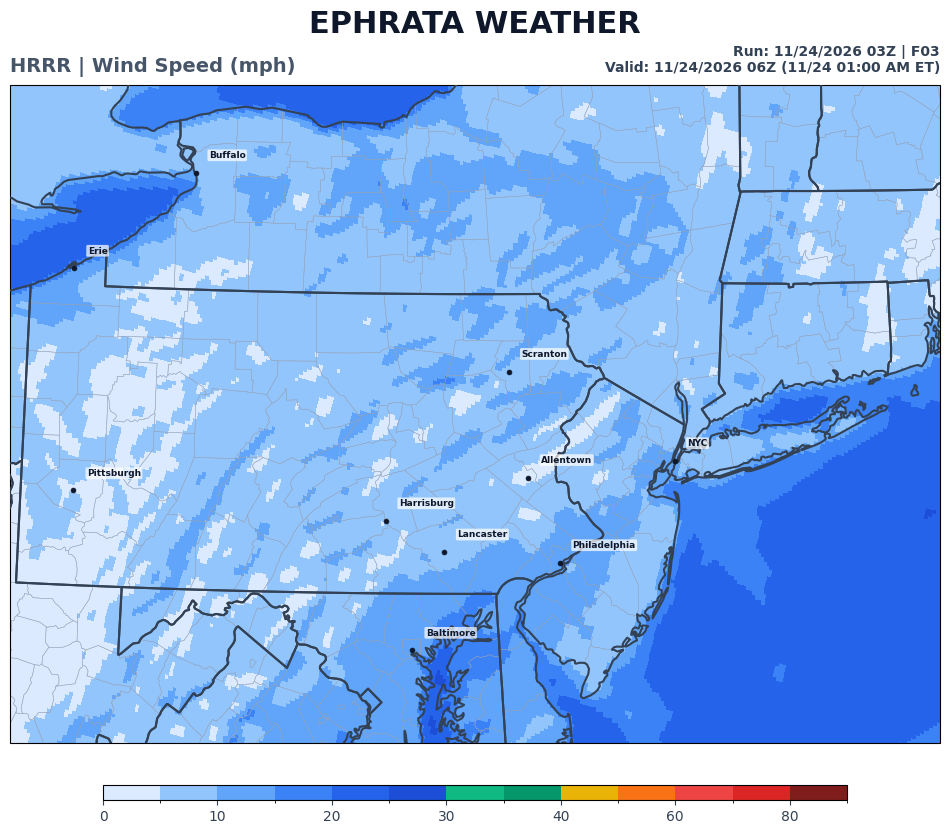 EPHRATA WEATHER
HRRR | Wind Speed (mph)
Run: 11/24/2026 03Z | F03
Valid: 11/24/2026 06Z (11/24 01:00 AM ET)
Buffalo
Erie
Scranton
NYC
Allentown
Pittsburgh
Harrisburg
Lancaster
Philadelphia
Baltimore
0 10 20 30 40 50 60 70 80